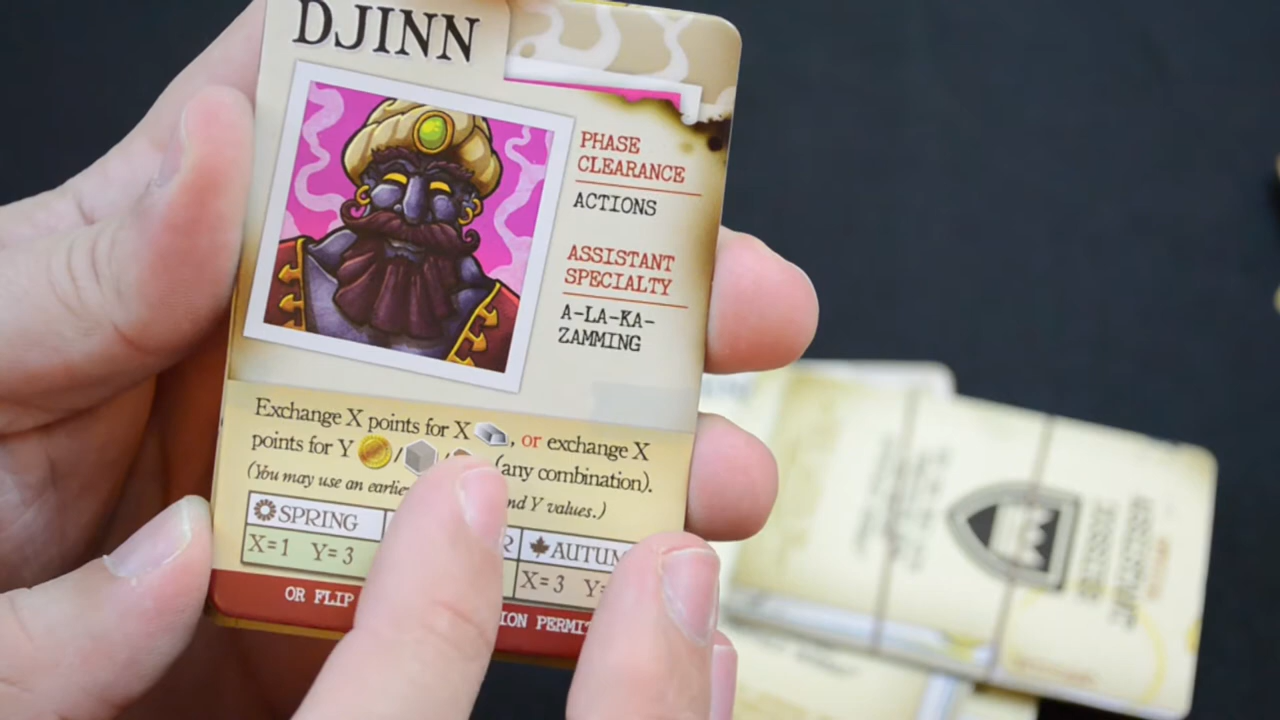 DJINN
PHASE
CLEARANCE
ACTIONS
ASSISTANT
SPECIALTY
A-LA-KA-
ZAMMING
Exchange X points for X , or exchange X
points for Y / / (any combination).
(You may use an earlie nd Y values.)
SPRING R AUTUM
X=1 Y=3 X=3 Y=
OR FLIP ION PERMIT